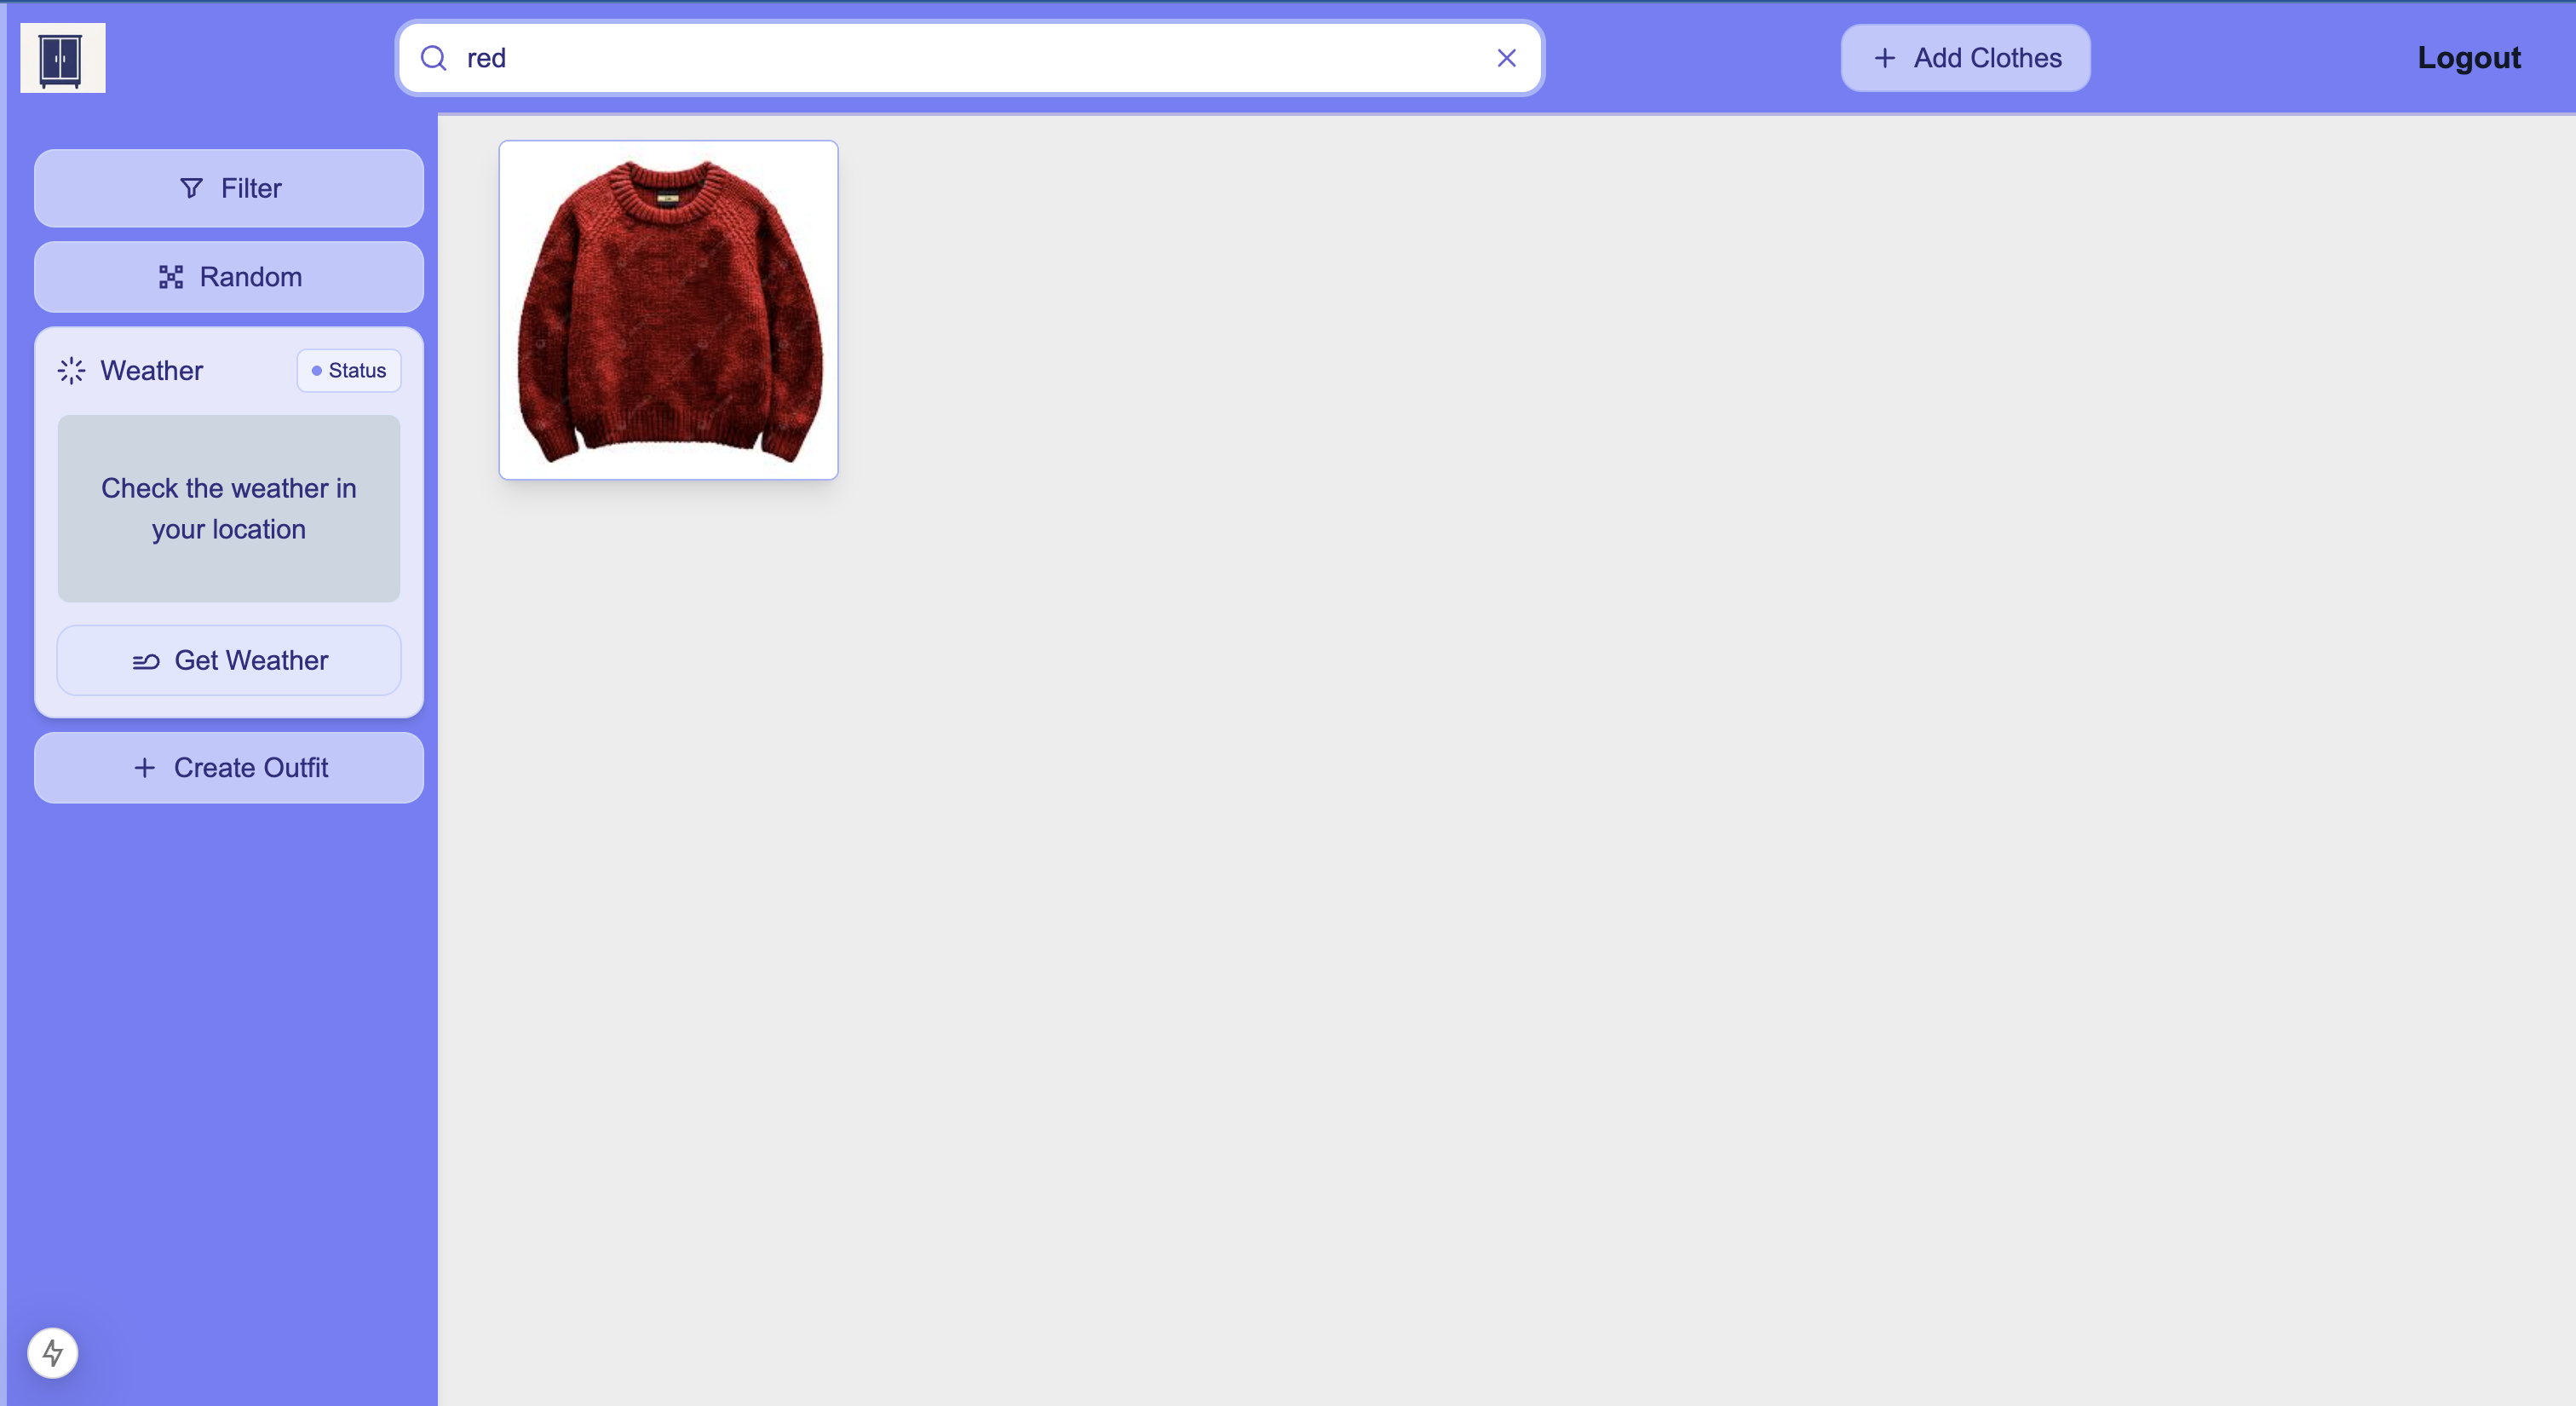 red
Add Clothes
Logout
Filter
Random
Weather
Status
Check the weather in
your location
Get Weather
Create Outfit